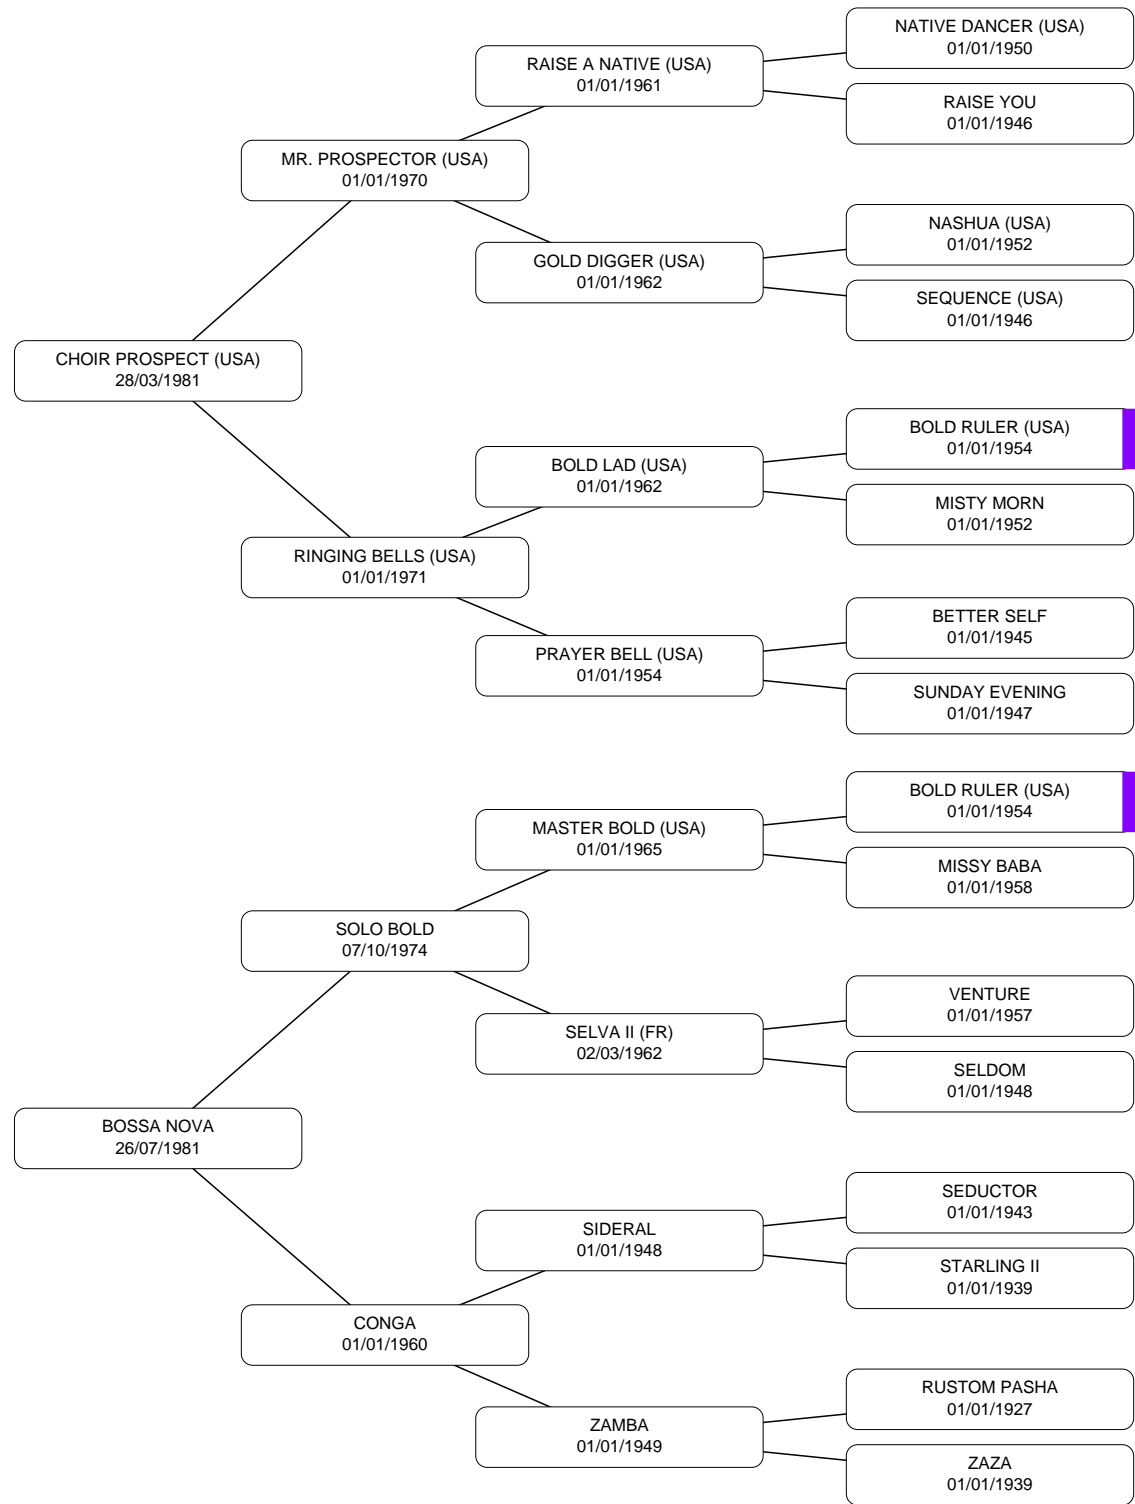 NATIVE DANCER (USA)
01/01/1950
RAISE A NATIVE (USA)
01/01/1961
RAISE YOU
01/01/1946
MR. PROSPECTOR (USA)
01/01/1970
NASHUA (USA)
01/01/1952
GOLD DIGGER (USA)
01/01/1962
SEQUENCE (USA)
01/01/1946
CHOIR PROSPECT (USA)
28/03/1981
BOLD RULER (USA)
01/01/1954
BOLD LAD (USA)
01/01/1962
MISTY MORN
01/01/1952
RINGING BELLS (USA)
01/01/1971
BETTER SELF
01/01/1945
PRAYER BELL (USA)
01/01/1954
SUNDAY EVENING
01/01/1947
BOLD RULER (USA)
01/01/1954
MASTER BOLD (USA)
01/01/1965
MISSY BABA
01/01/1958
SOLO BOLD
07/10/1974
VENTURE
01/01/1957
SELVA II (FR)
02/03/1962
SELDOM
01/01/1948
BOSSA NOVA
26/07/1981
SEDUCTOR
01/01/1943
SIDERAL
01/01/1948
STARLING II
01/01/1939
CONGA
01/01/1960
RUSTOM PASHA
01/01/1927
ZAMBA
01/01/1949
ZAZA
01/01/1939